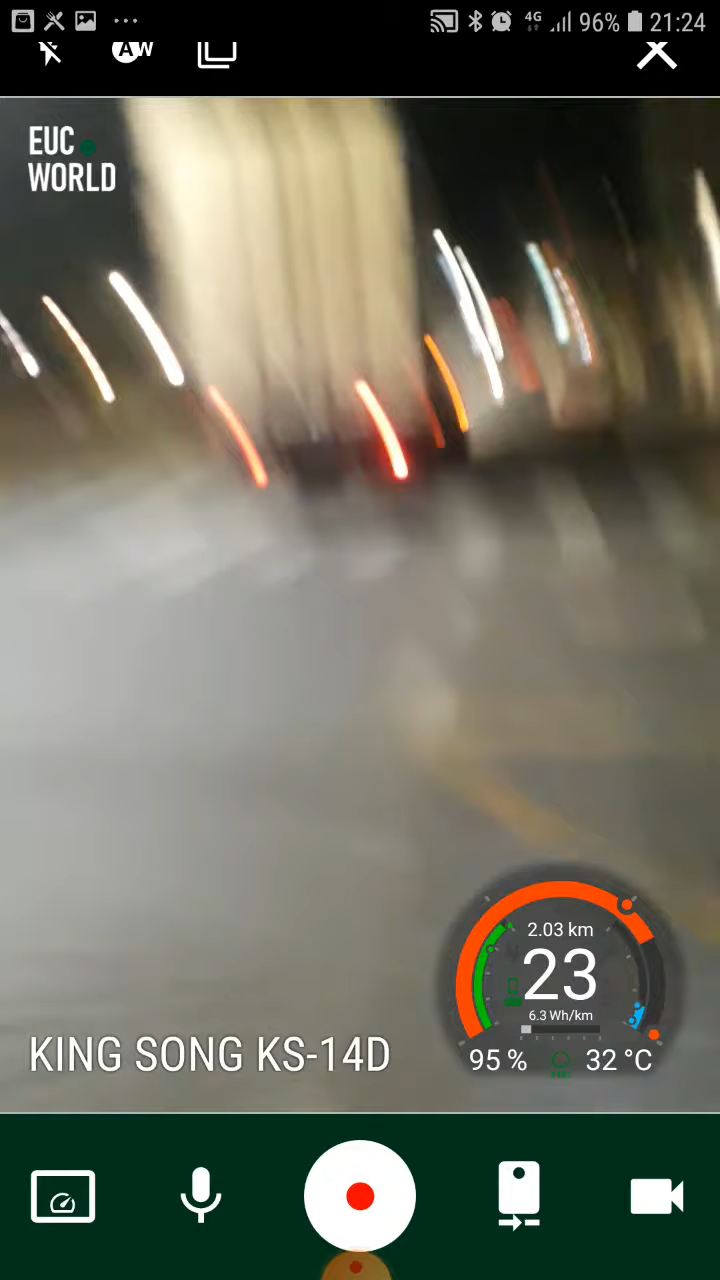 4G 96% 21:24
AW
EUC
WORLD
2.03 km
23
6.3 Wh/km
95 % 32 °C
KING SONG KS-14D